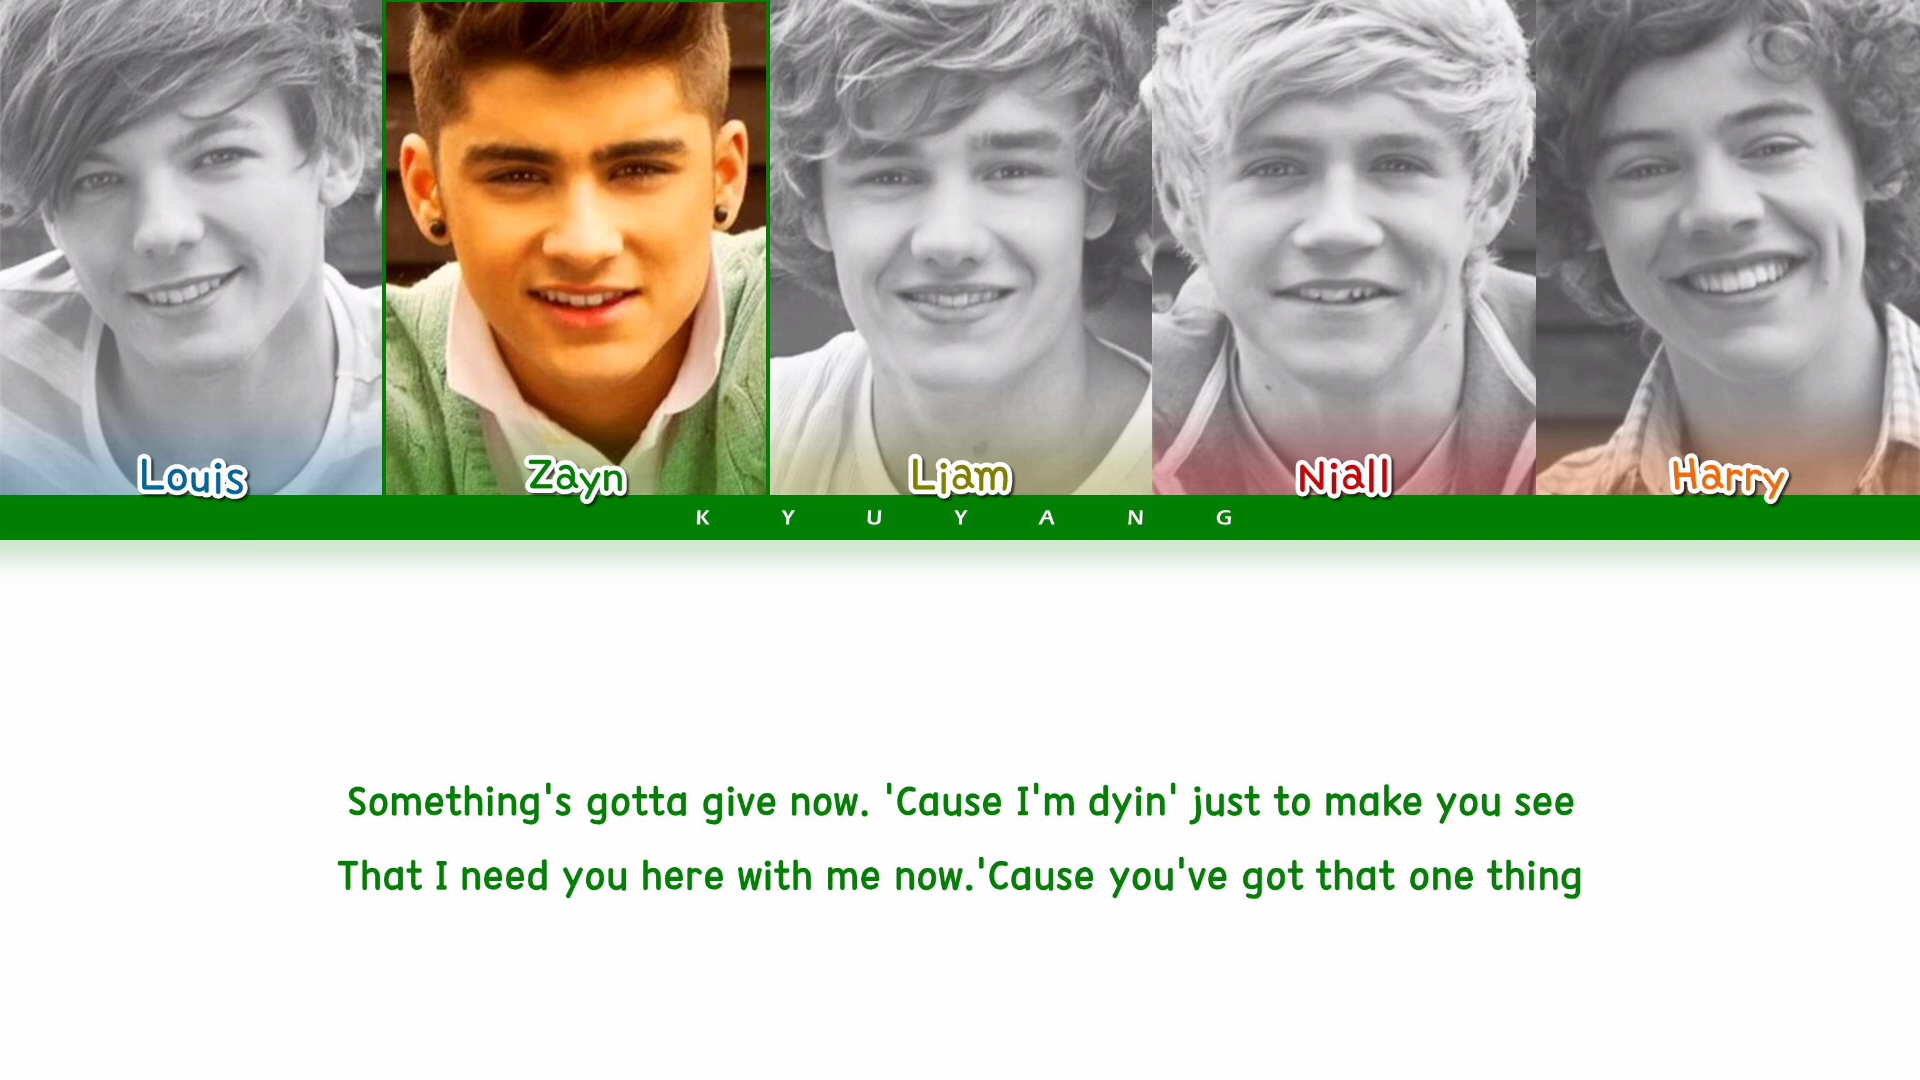 Louis Zayn Liam Niall Harry
K Y U Y A N G
Something's gotta give now. 'Cause I'm dyin' just to make you see
That I need you here with me now.'Cause you've got that one thing